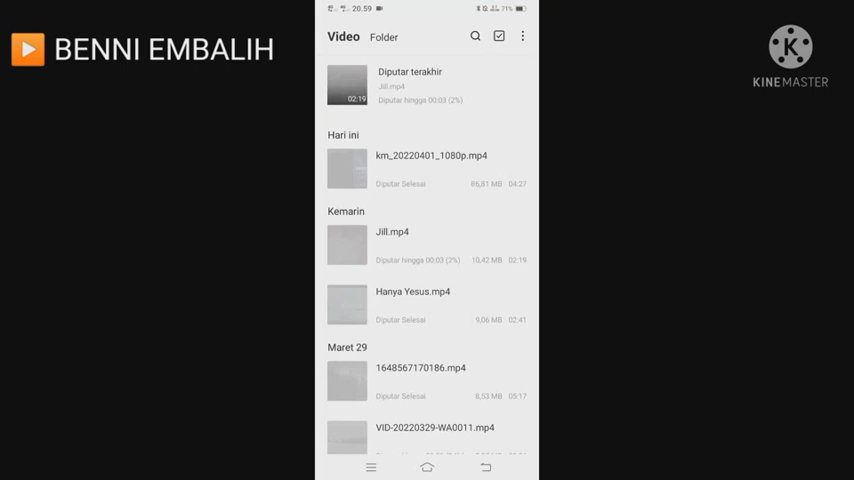 BENNI EMBALIH
20.59
71%
Video Folder
Diputar terakhir
Jill.mp4
Diputar hingga 00:03 (2%)
02:19
Hari ini
km_20220401_1080p.mp4
Diputar Selesai 86,81 MB 04:27
Kemarin
Jill.mp4
Diputar hingga 00:03 (2%) 10,42 MB 02:19
Hanya Yesus.mp4
Diputar Selesai 9,06 MB 02:41
Maret 29
1648567170186.mp4
Diputar Selesai 8,53 MB 05:17
VID-20220329-WA0011.mp4
K
KINEMASTER